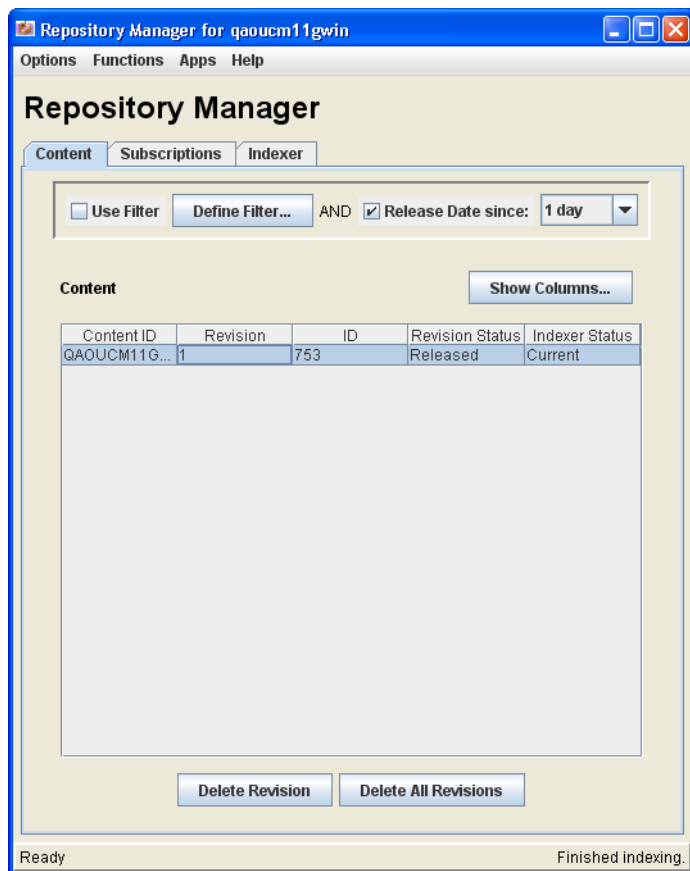 Repository Manager for qaoucm11gwin
Options Functions Apps Help
Repository Manager
Content Subscriptions Indexer
Use Filter Define Filter... AND Release Date since: 1 day
Content Show Columns...
Content ID Revision ID Revision Status Indexer Status
QAOUCM11G... 1 753 Released Current
Delete Revision Delete All Revisions
Ready Finished indexing.